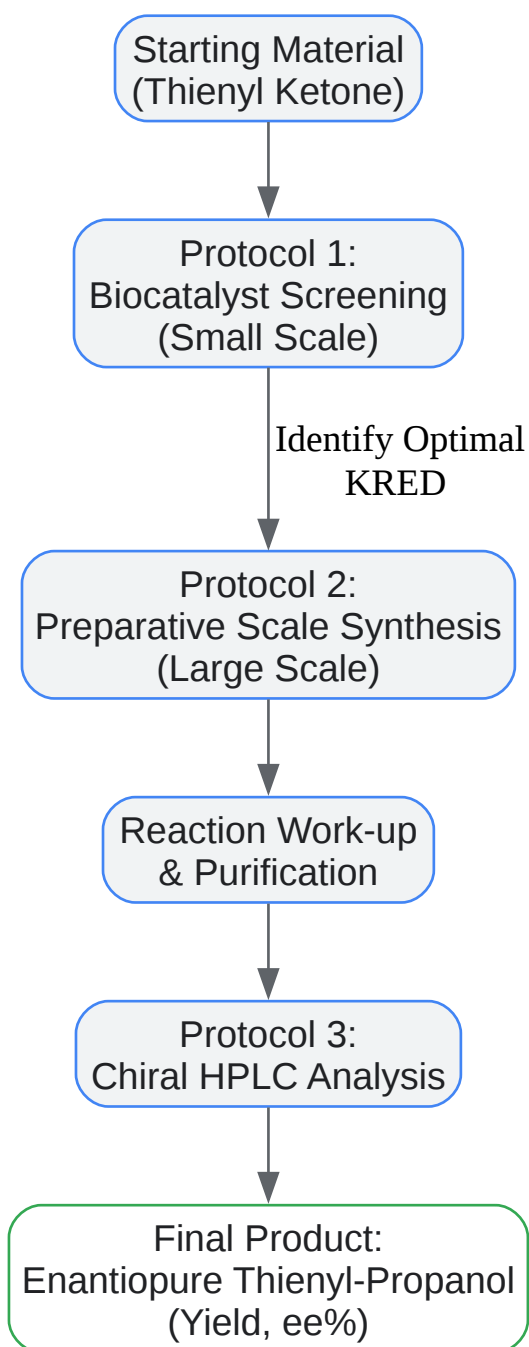 Starting Material
(Thienyl Ketone)
Protocol 1:
Biocatalyst Screening
(Small Scale)
Identify Optimal
KRED
Protocol 2:
Preparative Scale Synthesis
(Large Scale)
Reaction Work-up
& Purification
Protocol 3:
Chiral HPLC Analysis
Final Product:
Enantiopure Thienyl-Propanol
(Yield, ee%)